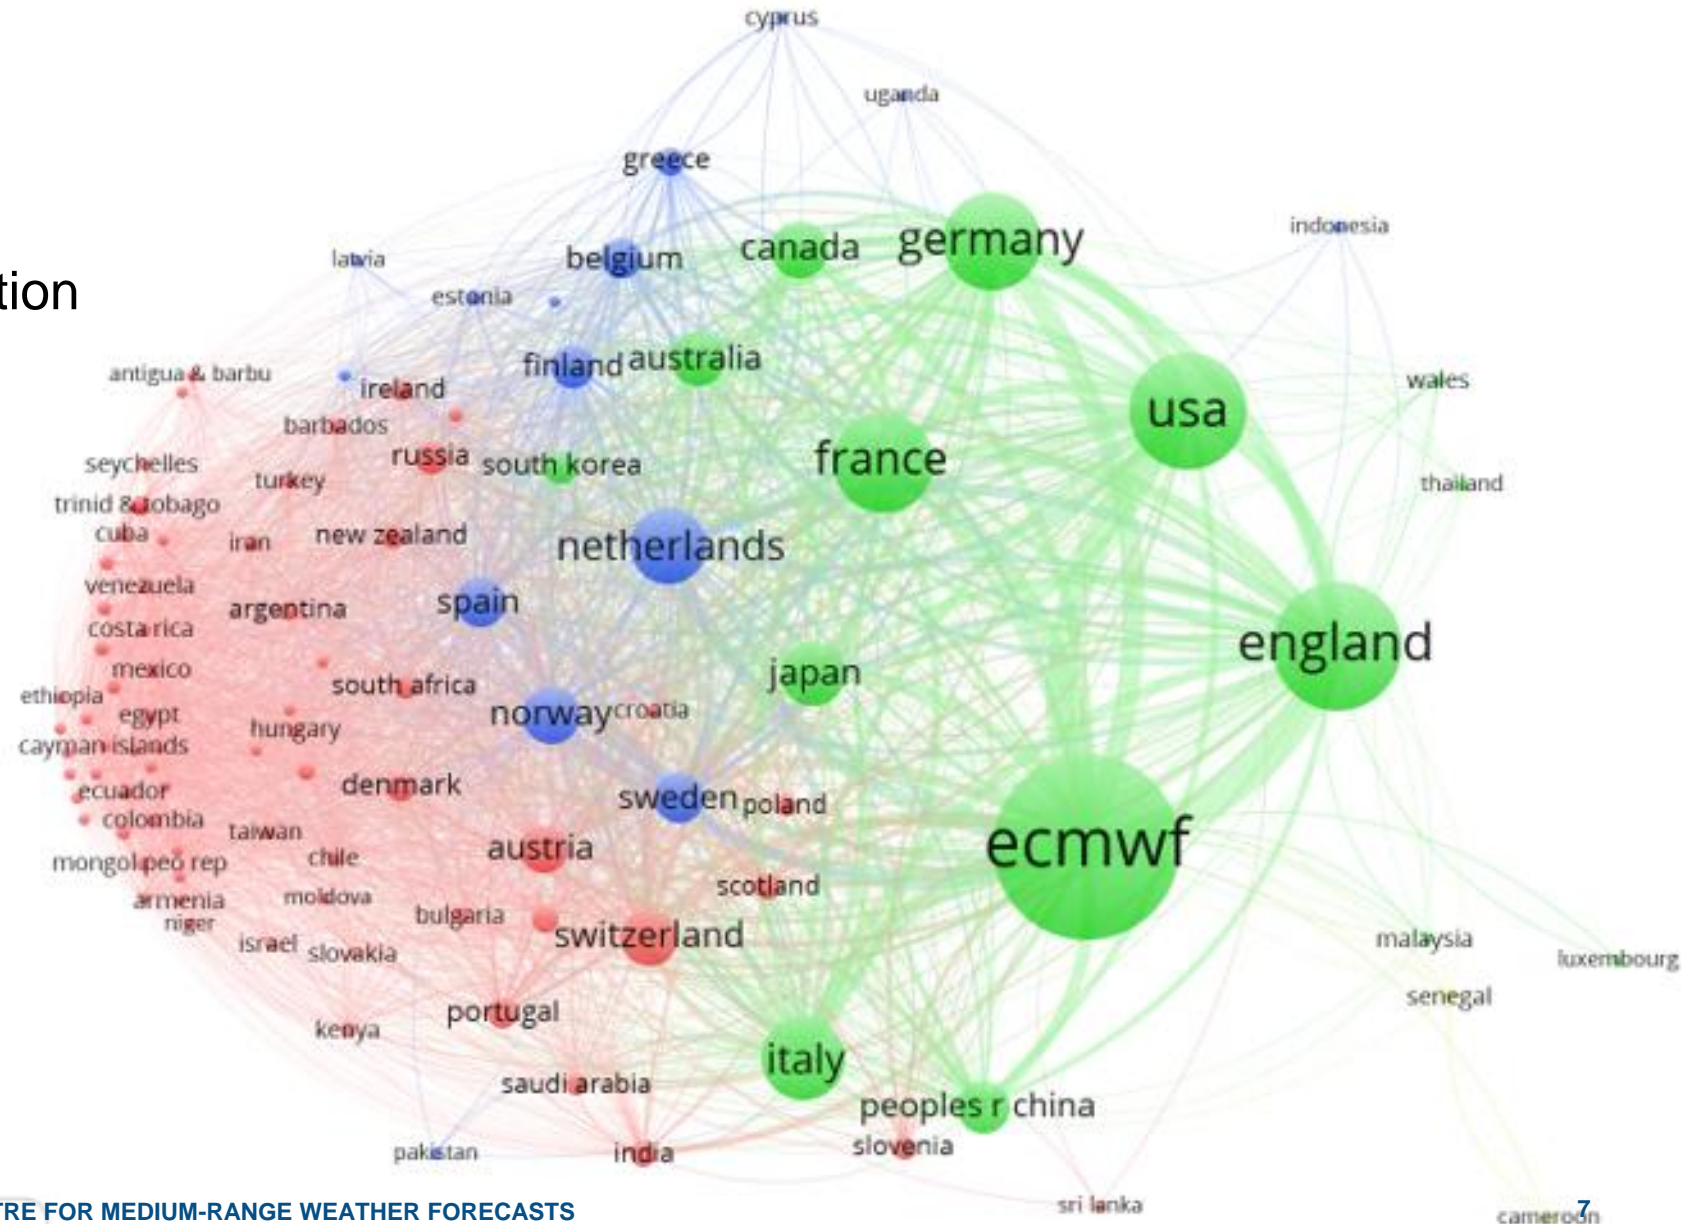 cyprus
uganda
greece
indonesia
germany
canada
belgium
latvia
tion
estonia
finland
australia
antigua & barbu
wales
ireland
usa
barbados
russia
france
seychelles
south korea
turkey
thailand
trinid & tobago
cuba
new zealand
iran
netherlands
venezuela
spain
argentina
costa rica
england
mexico
japan
south africa
ethiopia
norway
croatia
egypt
hungary
cayman islands
denmark
ecuador
sweden
poland
colombia
taiwan
ecmwf
austria
chile
mongol peo rep
scotland
moldova
armenia
bulgaria
niger
switzerland
israel
slovakia
malaysia
luxembourg
senegal
portugal
kenya
italy
saudi arabia
peoples r china
slovenia
pakistan
india
sri lanka
TRE FOR MEDIUM-RANGE WEATHER FORECASTS
7
cameroon